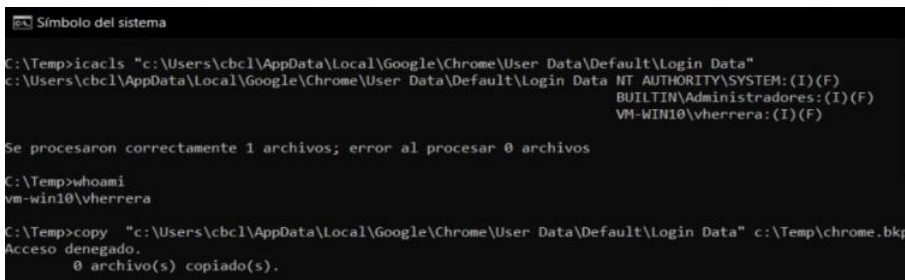 Símbolo del sistema
C:\Temp>icacls "c:\Users\cbcl\AppData\Local\Google\Chrome\User Data\Default\Login Data"
c:\Users\cbcl\AppData\Local\Google\Chrome\User Data\Default\Login Data NT AUTHORITY\SYSTEM:(I)(F)
BUILTIN\Administradores:(I)(F)
VM-WIN10\vherrera:(I)(F)
Se procesaron correctamente 1 archivos; error al procesar 0 archivos
C:\Temp>whoami
vm-win10\vherrera
C:\Temp>copy "c:\Users\cbcl\AppData\Local\Google\Chrome\User Data\Default\Login Data" c:\Temp\chrome.bkp
Acceso denegado.
0 archivo(s) copiado(s).